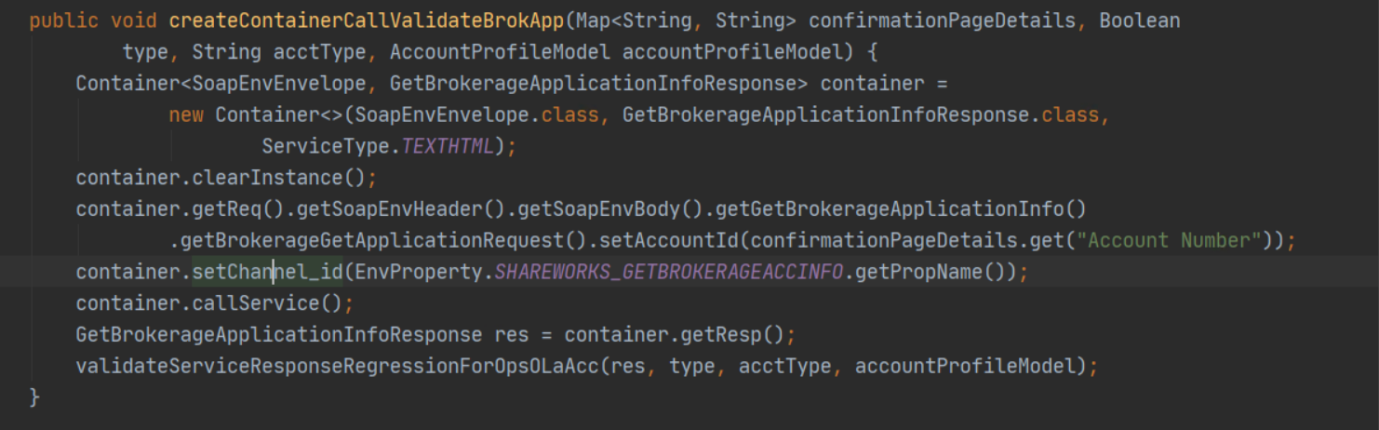 public void createContainerCallValidateBrokApp(Map<String, String> confirmationPageDetails, Boolean
type, String acctType, AccountProfileModel accountProfileModel) {
Container<SoapEnvEnvelope, GetBrokerageApplicationInfoResponse> container =
new Container<>(SoapEnvEnvelope.class, GetBrokerageApplicationInfoResponse.class,
ServiceType.TEXTHTML);
container.clearInstance();
container.getReq().getSoapEnvHeader().getSoapEnvBody().getGetBrokerageApplicationInfo()
.getBrokerageGetApplicationRequest().setAccountId(confirmationPageDetails.get("Account Number"));
container.setChannel_id(EnvProperty.SHAREWORKS_GETBROKERAGEACCINFO.getPropName());
container.callService();
GetBrokerageApplicationInfoResponse res = container.getResp();
validateServiceResponseRegressionForOpsOLaAcc(res, type, acctType, accountProfileModel);
}